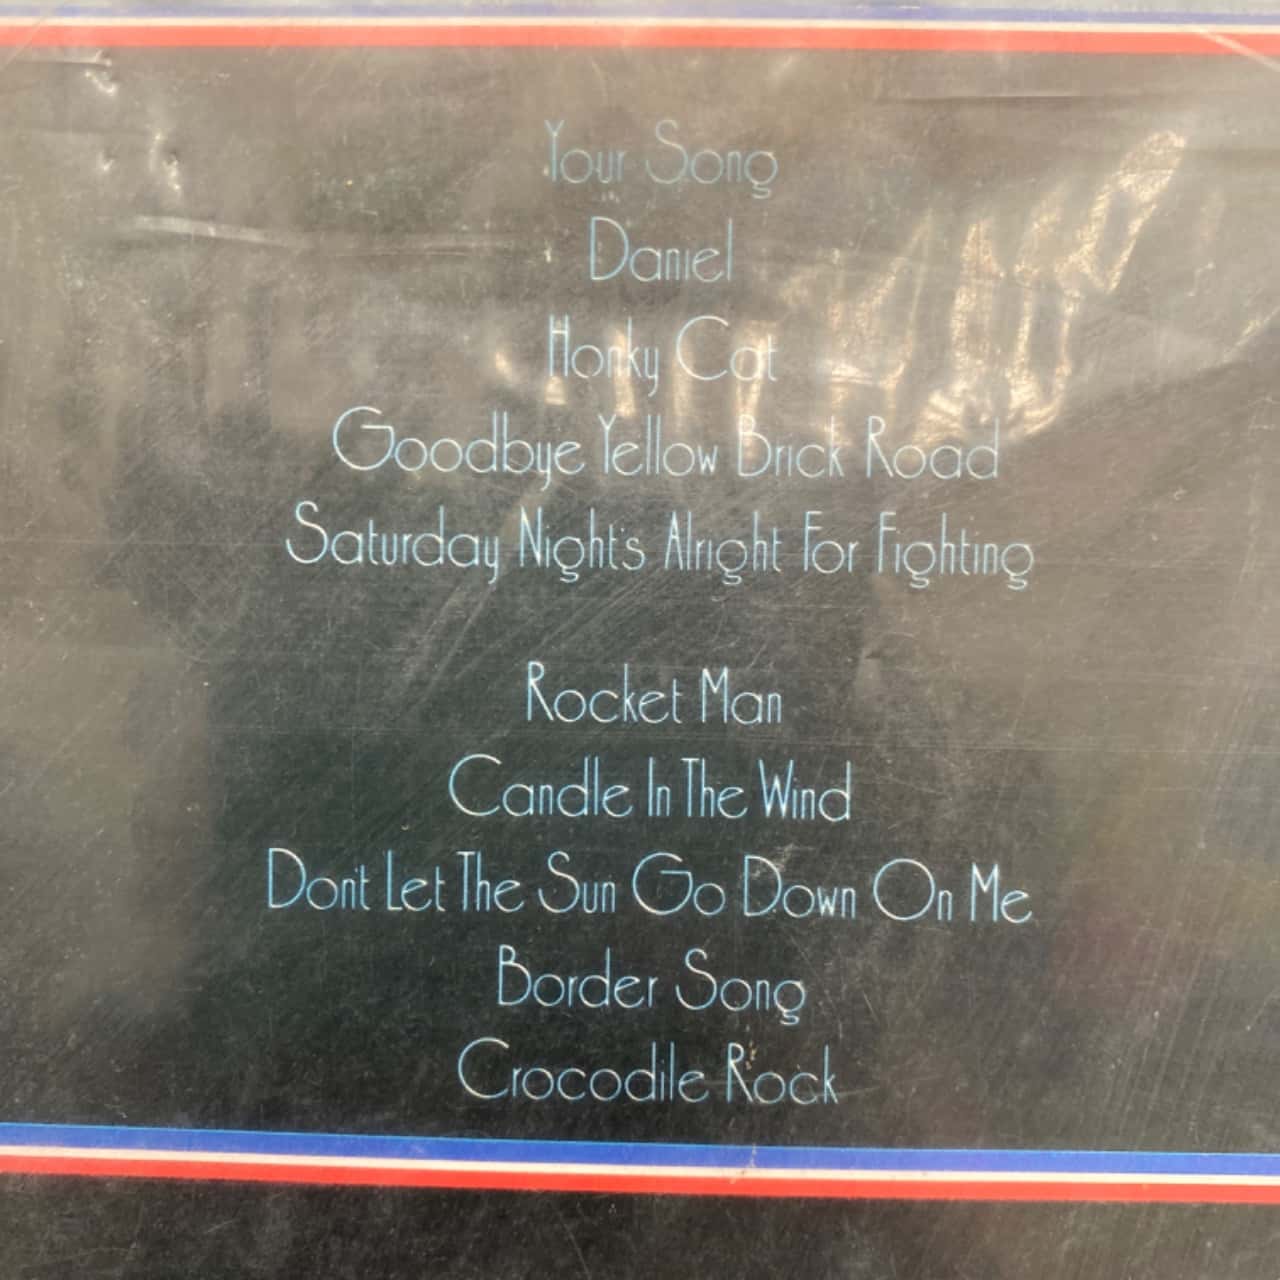 Your Song
Daniel
Honky Cat
Goodbye Yellow Brick Road
Saturday Night's Alright For Fighting
Rocket Man
Candle In The Wind
Don't Let The Sun Go Down On Me
Border Song
Crocodile Rock